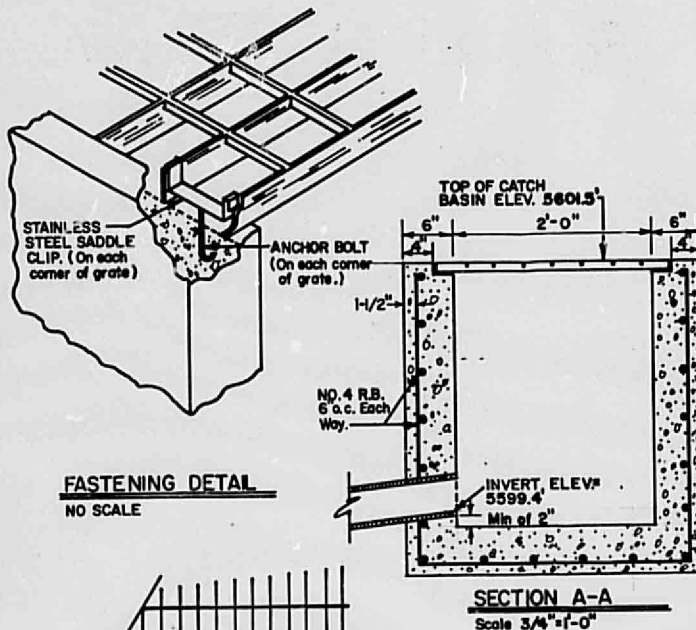 STAINLESS
STEEL SADDLE
CLIP. (On each
corner of grate)
ANCHOR BOLT
(On each corner
of grate.)
FASTENING DETAIL
NO SCALE
TOP OF CATCH
BASIN ELEV. 5601.5'
6"
2'-0"
6"
4"
4"
1-1/2"
NO. 4 R.B.
6 o.c. Each
Way.
INVERT ELEV=
5599.4'
Min of 2"
SECTION A-A
Scale 3/4"=1'-0"